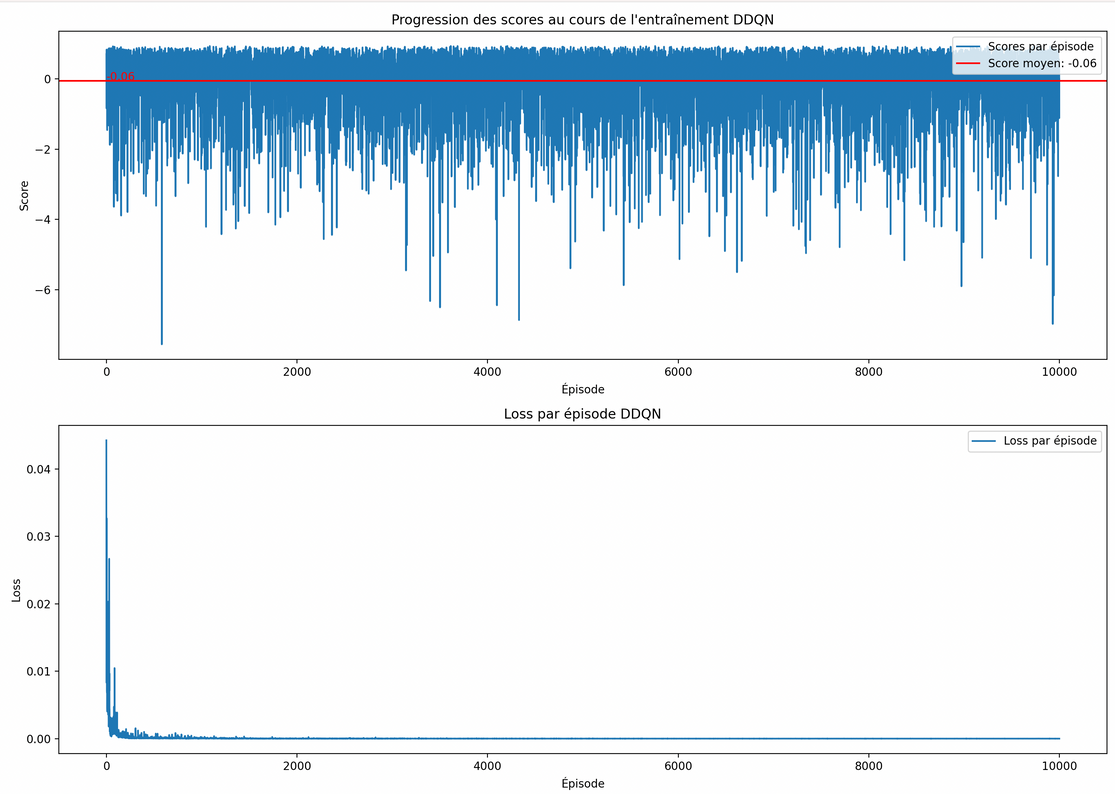 Progression des scores au cours de l'entraînement DDQN
Scores par épisode
Score moyen: -0.06
-0.06
0
−2
−4
−6
Score
0
2000
4000
6000
8000
10000
Épisode
Loss par épisode DDQN
Loss par épisode
0.04
0.03
0.02
0.01
0.00
Loss
0
2000
4000
6000
8000
10000
Épisode